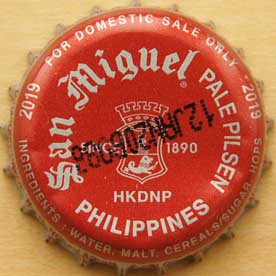 FOR DOMESTIC SALE ONLY
2019
2019
San Miguel
PALE PILSEN
SINCE 1890
HKDNP
PHILIPPINES
INGREDIENTS: WATER, MALT, CEREALS/SUGAR, HOPS